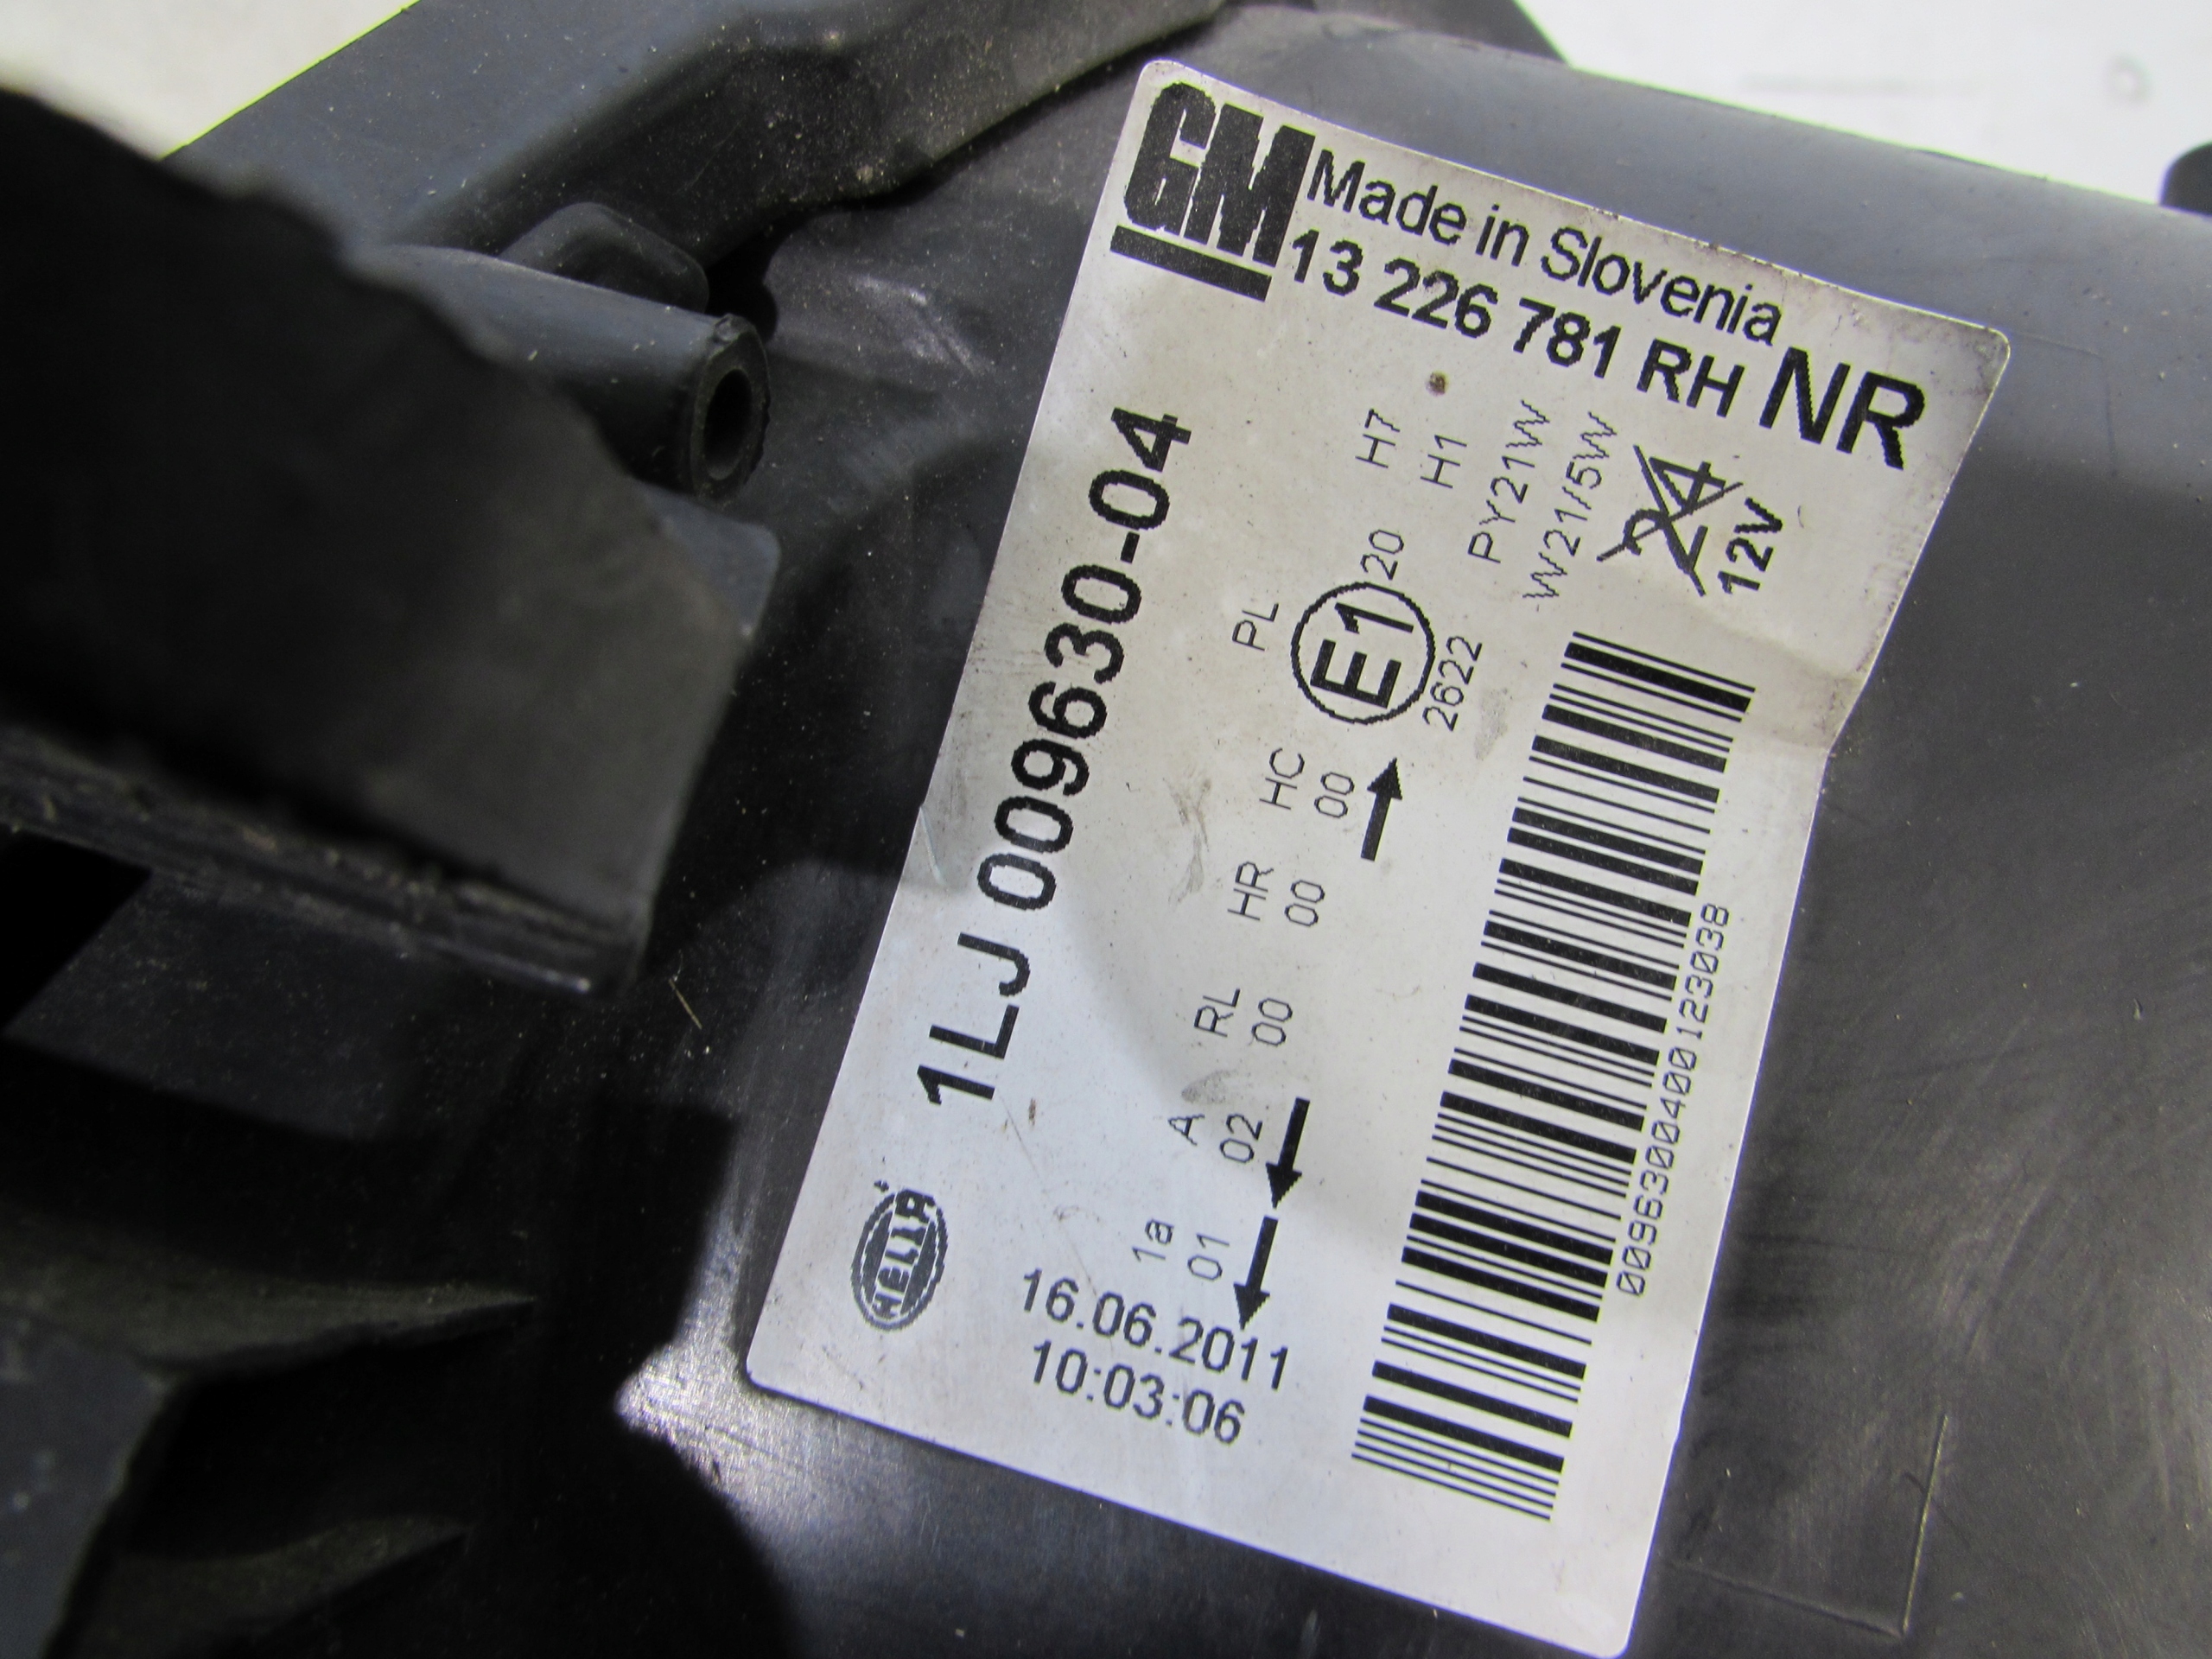 GM
Made in Slovenia
13 226 781 RH NR
1LJ 009630-04
H7
H1
PY21W
W21/5W
24
12V
PL
E1
20
2622
HC
00
HR
00
RL
00
A
02
1a
01
HELLA
16.06.2011
10:03:06
00963000400123038